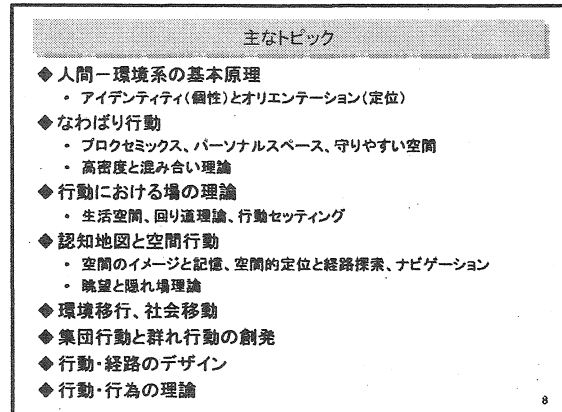 主なトピック
◆人間－環境系の基本原理
・ アイデンティティ(個性)とオリエンテーション(定位)
◆なわばり行動
・ プロクセミックス、パーソナルスペース、守りやすい空間
・ 高密度と混み合い理論
◆行動における場の理論
・ 生活空間、回り道理論、行動セッティング
◆認知地図と空間行動
・ 空間のイメージと記憶、空間的定位と経路探索、ナビゲーション
・ 眺望と隠れ場理論
◆環境移行、社会移動
◆集団行動と群れ行動の創発
◆行動・経路のデザイン
◆行動・行為の理論
8